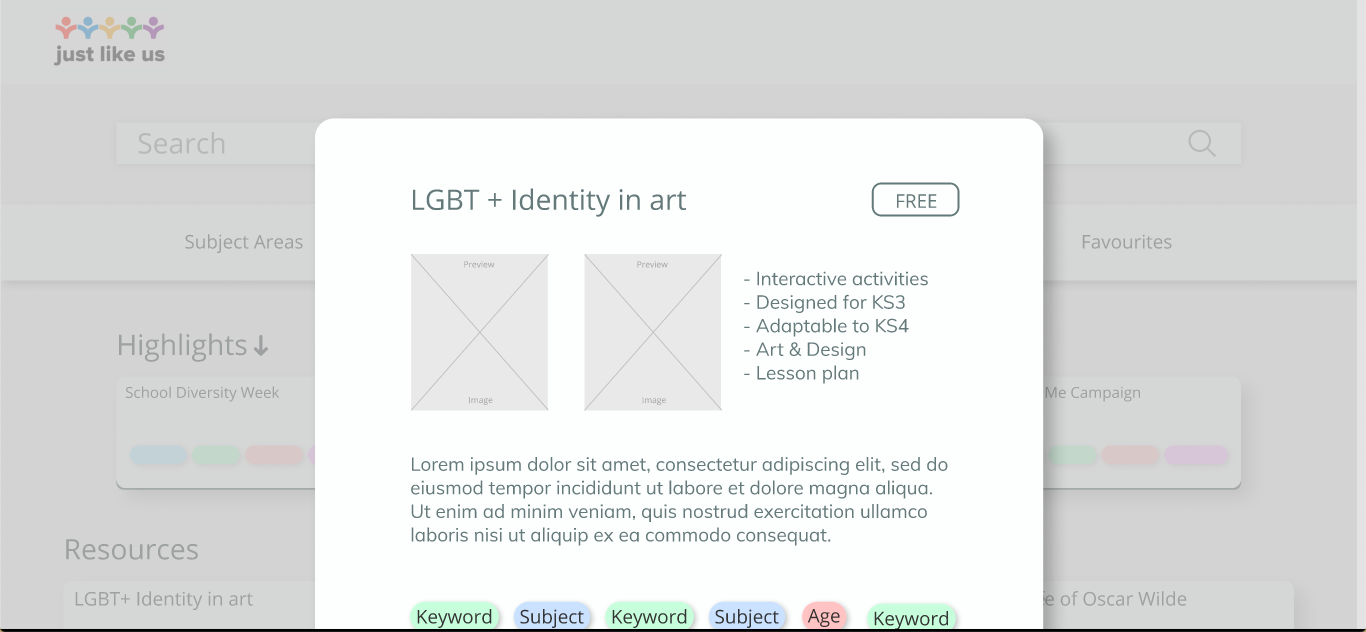 just like us
Search
LGBT + Identity in art
FREE
Subject Areas
Favourites
Preview
Preview
- Interactive activities
- Designed for KS3
- Adaptable to KS4
- Art & Design
- Lesson plan
Image
Image
Highlights
School Diversity Week
Me Campaign
Lorem ipsum dolor sit amet, consectetur adipiscing elit, sed do
eiusmod tempor incididunt ut labore et dolore magna aliqua.
Ut enim ad minim veniam, quis nostrud exercitation ullamco
laboris nisi ut aliquip ex ea commodo consequat.
Resources
LGBT+ Identity in art
of Oscar Wilde
Keyword Subject Keyword Subject Age Keyword